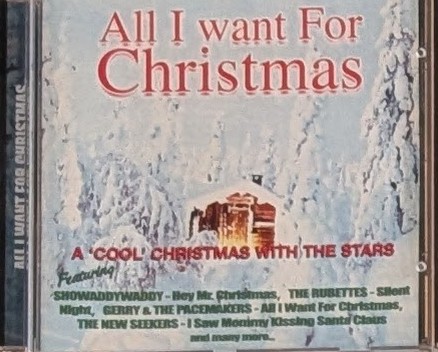 All I want For
Christmas
ALL I WANT FOR CHRISTMAS
A 'COOL' CHRISTMAS WITH THE STARS
Featuring
SHOWADDYWADDY - Hey Mr. Christmas, THE RUBETTES - Silent
Night, GERRY & THE PACEMAKERS - All I Want For Christmas,
THE NEW SEEKERS - I Saw Mommy Kissing Santa Claus
and many more..